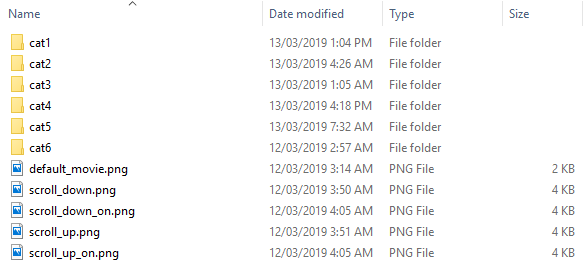 Name Date modified Type Size
cat1 13/03/2019 1:04 PM File folder
cat2 13/03/2019 4:26 AM File folder
cat3 13/03/2019 1:05 AM File folder
cat4 13/03/2019 4:18 PM File folder
cat5 13/03/2019 7:32 AM File folder
cat6 12/03/2019 2:57 AM File folder
default_movie.png 12/03/2019 3:14 AM PNG File 2 KB
scroll_down.png 12/03/2019 3:50 AM PNG File 4 KB
scroll_down_on.png 12/03/2019 4:05 AM PNG File 4 KB
scroll_up.png 12/03/2019 3:51 AM PNG File 4 KB
scroll_up_on.png 12/03/2019 4:05 AM PNG File 4 KB